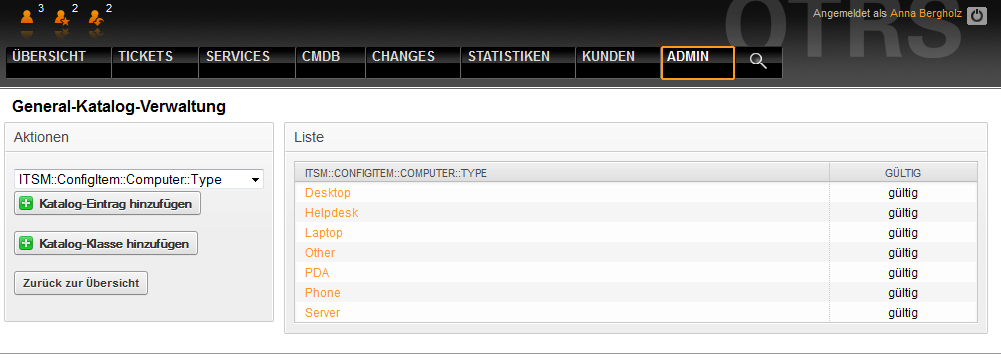 3 2 2
OTRS
Angemeldet als Anna Bergholz
ÜBERSICHT TICKETS SERVICES CMDB CHANGES STATISTIKEN KUNDEN ADMIN
General-Katalog-Verwaltung
Aktionen
ITSM::ConfigItem::Computer::Type
Katalog-Eintrag hinzufügen
Katalog-Klasse hinzufügen
Zurück zur Übersicht
Liste
ITSM::CONFIGITEM::COMPUTER::TYPE GÜLTIG
Desktop gültig
Helpdesk gültig
Laptop gültig
Other gültig
PDA gültig
Phone gültig
Server gültig